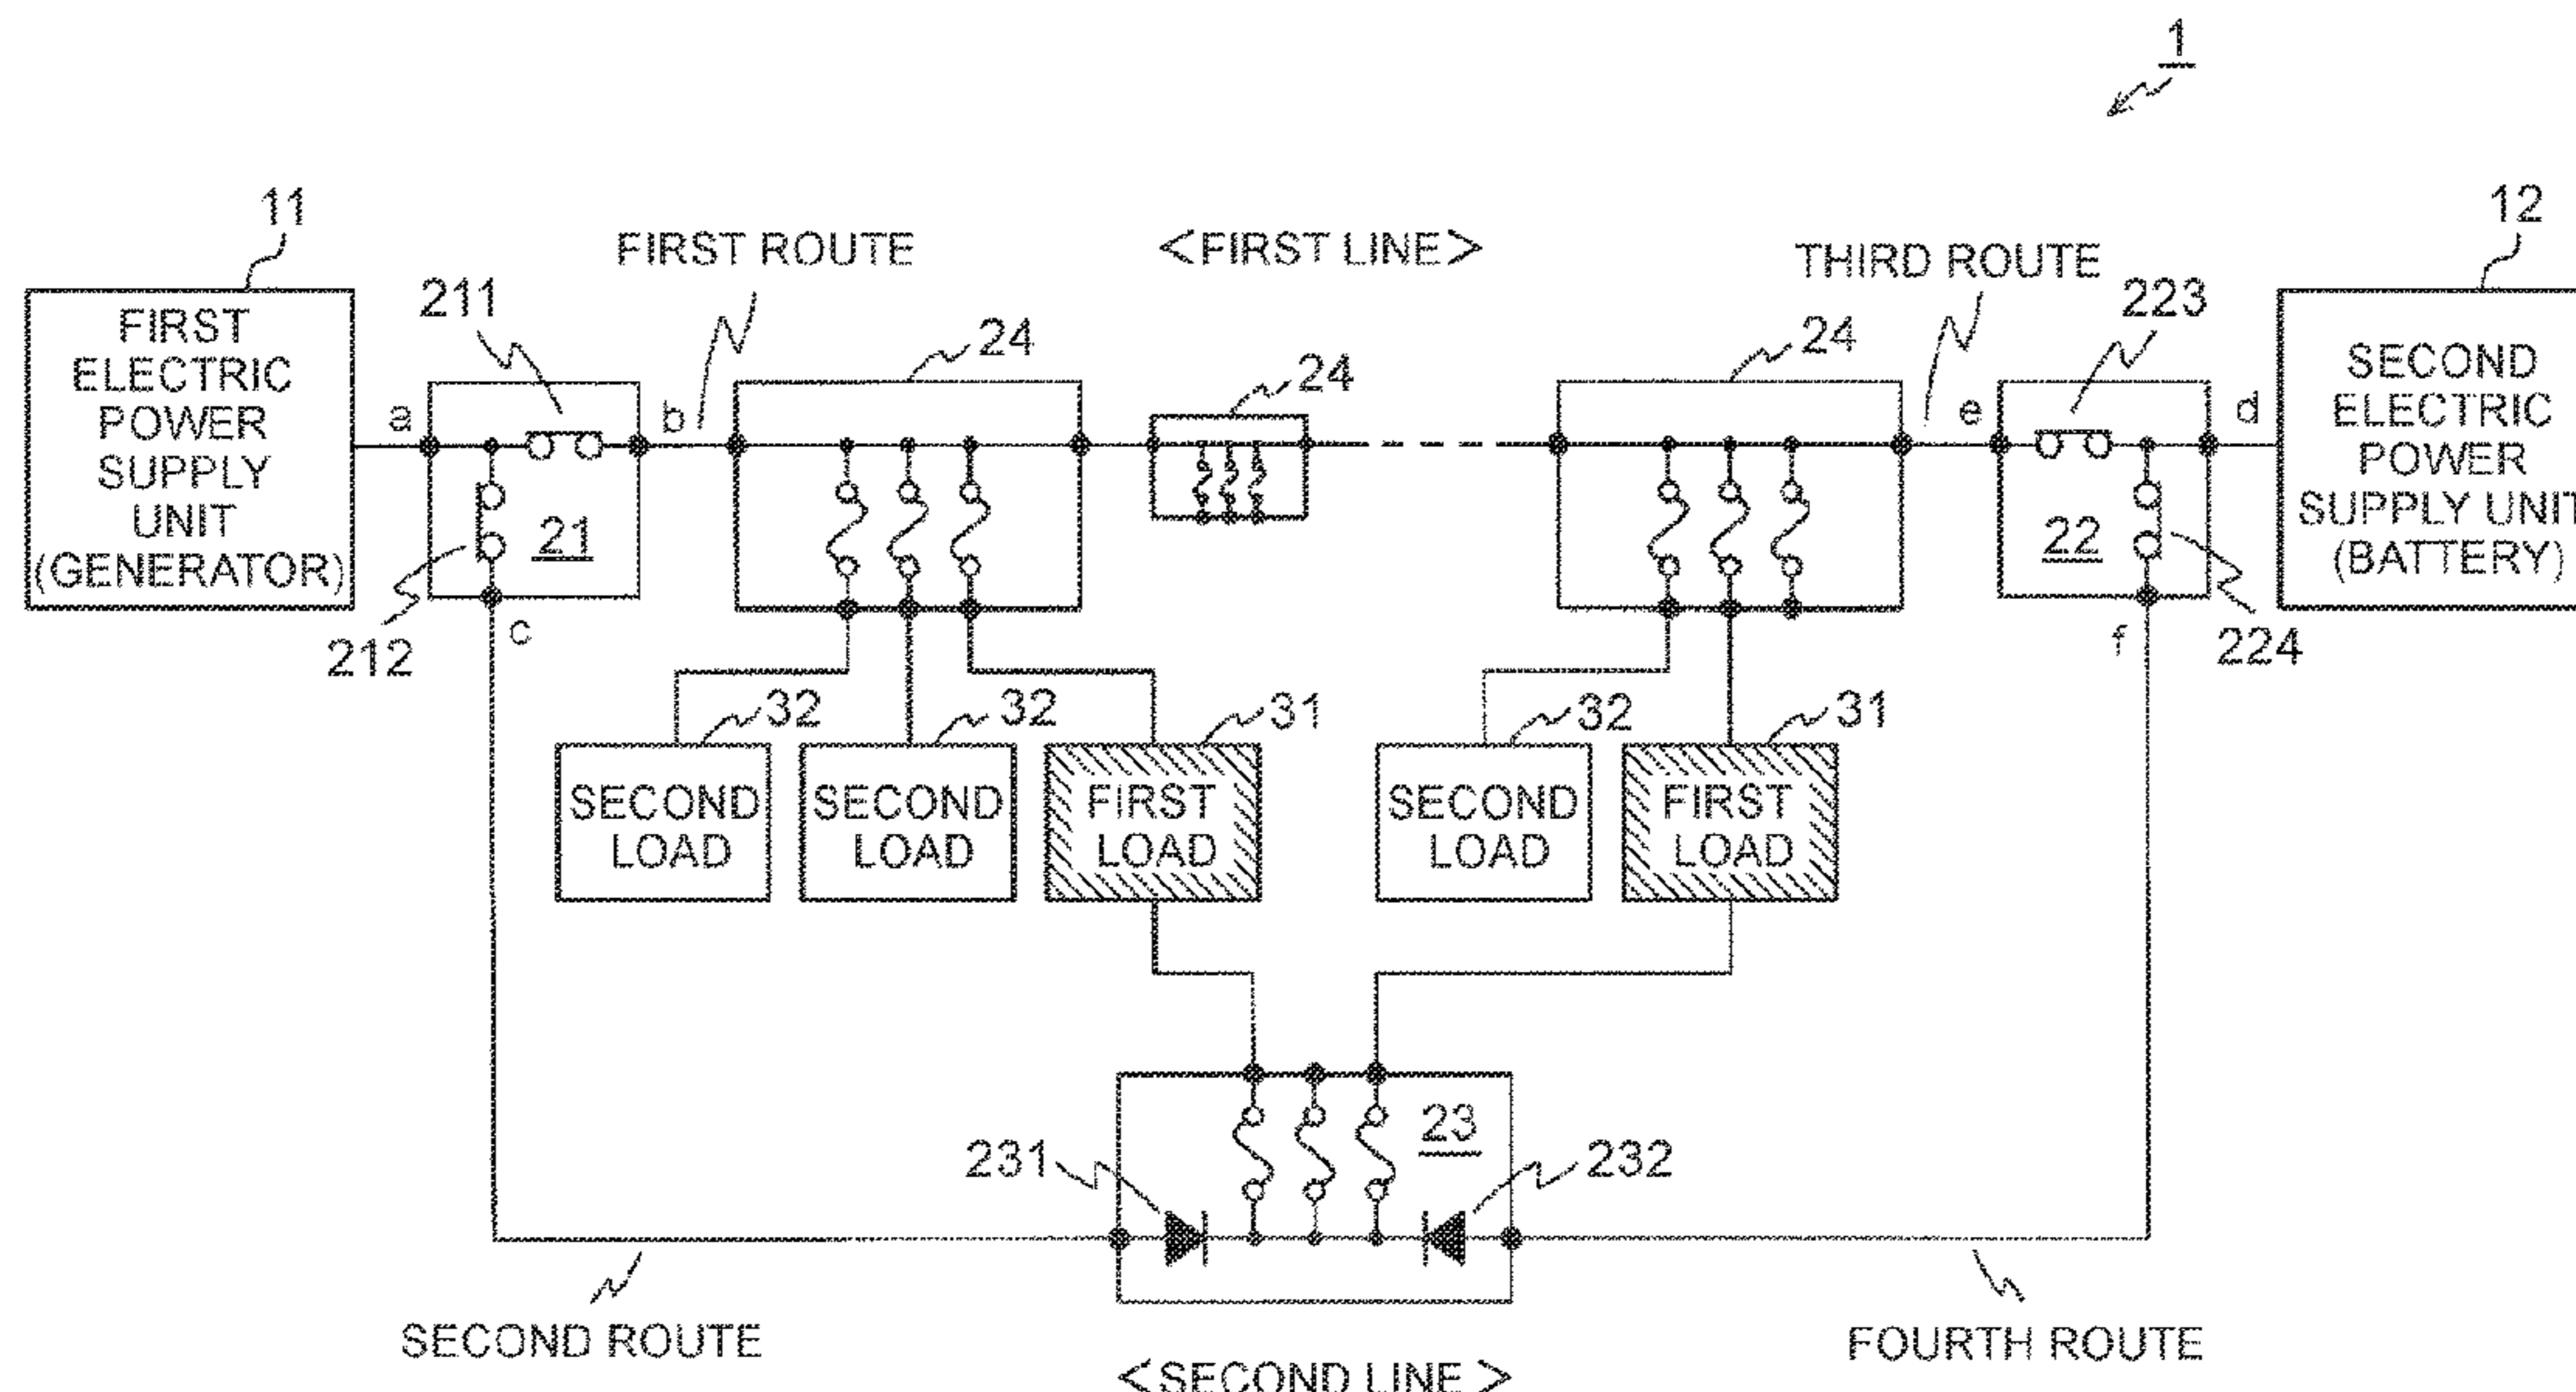 1
11
12
FIRST ROUTE
<FIRST LINE>
THIRD ROUTE
211
223
24
24
24
FIRST
ELECTRIC
POWER
SUPPLY
UNIT
(GENERATOR)
SECOND
ELECTRIC
POWER
SUPPLY UNIT
(BATTERY)
a
b
e
d
21
22
212
c
f
224
32
32
31
32
31
SECOND
LOAD
SECOND
LOAD
FIRST
LOAD
SECOND
LOAD
FIRST
LOAD
23
231
232
SECOND ROUTE
FOURTH ROUTE
<SECOND LINE>